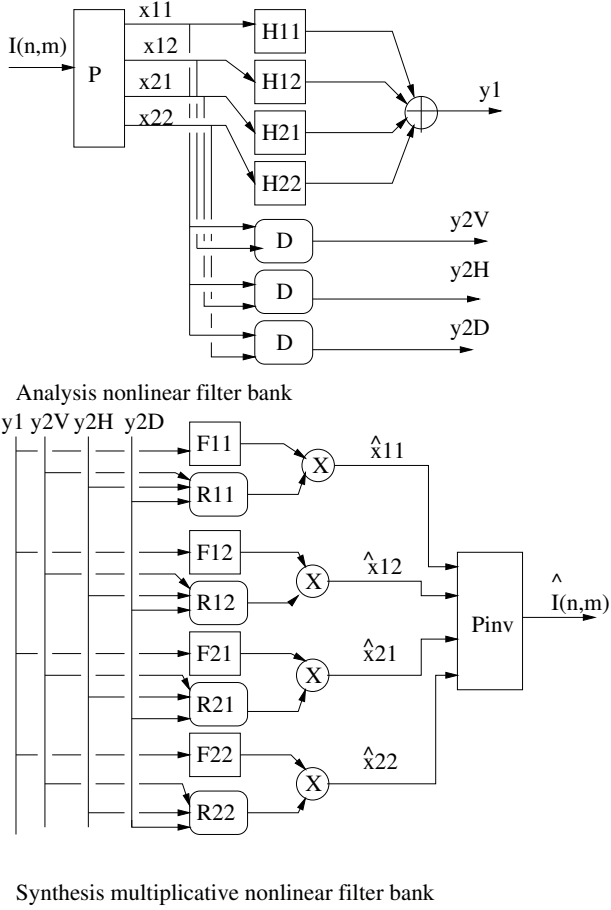 x11
I(n,m)
H11
x12
P
H12
x21
y1
x22
H21
H22
y2V
D
y2H
D
y2D
D
Analysis nonlinear filter bank
y1 y2V y2H y2D
F11
^
x11
X
R11
F12
^
x12
X
^
I(n,m)
R12
Pinv
F21
^
x21
X
R21
F22
^
x22
X
R22
Synthesis multiplicative nonlinear filter bank